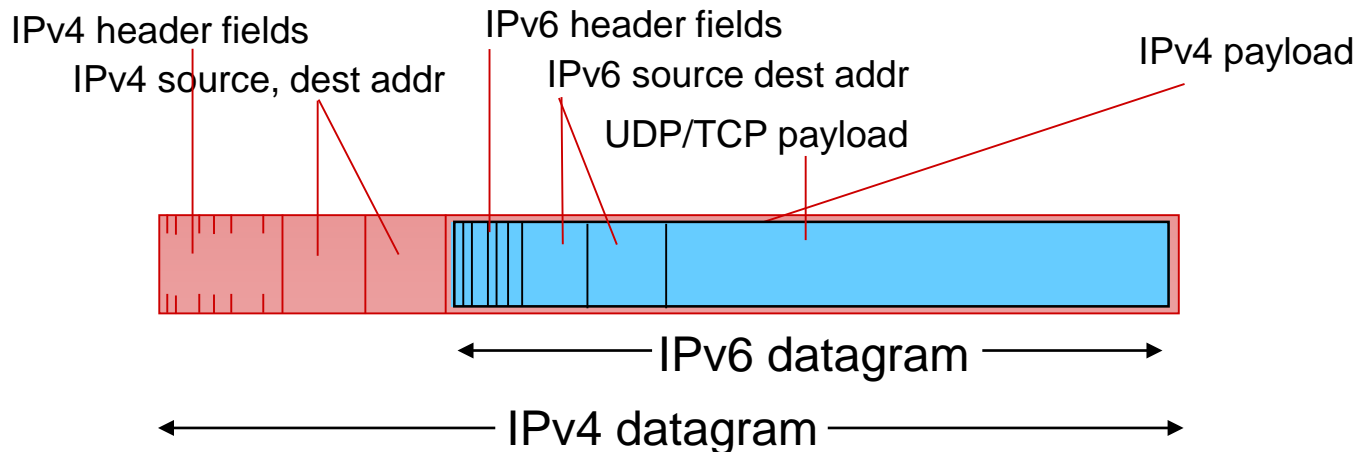 IPv4 header fields
IPv6 header fields
IPv4 payload
IPv4 source, dest addr
IPv6 source dest addr
UDP/TCP payload
IPv6 datagram
IPv4 datagram